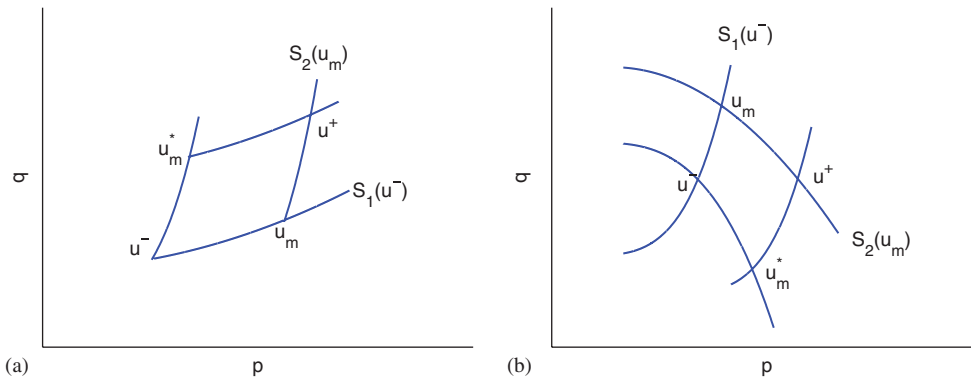 S₂(uₘ)
uₘ*
u⁺
q
S₁(u⁻)
u⁻
uₘ
(a)
p
S₁(u⁻)
uₘ
q
u⁻
u⁺
S₂(uₘ)
uₘ*
(b)
p